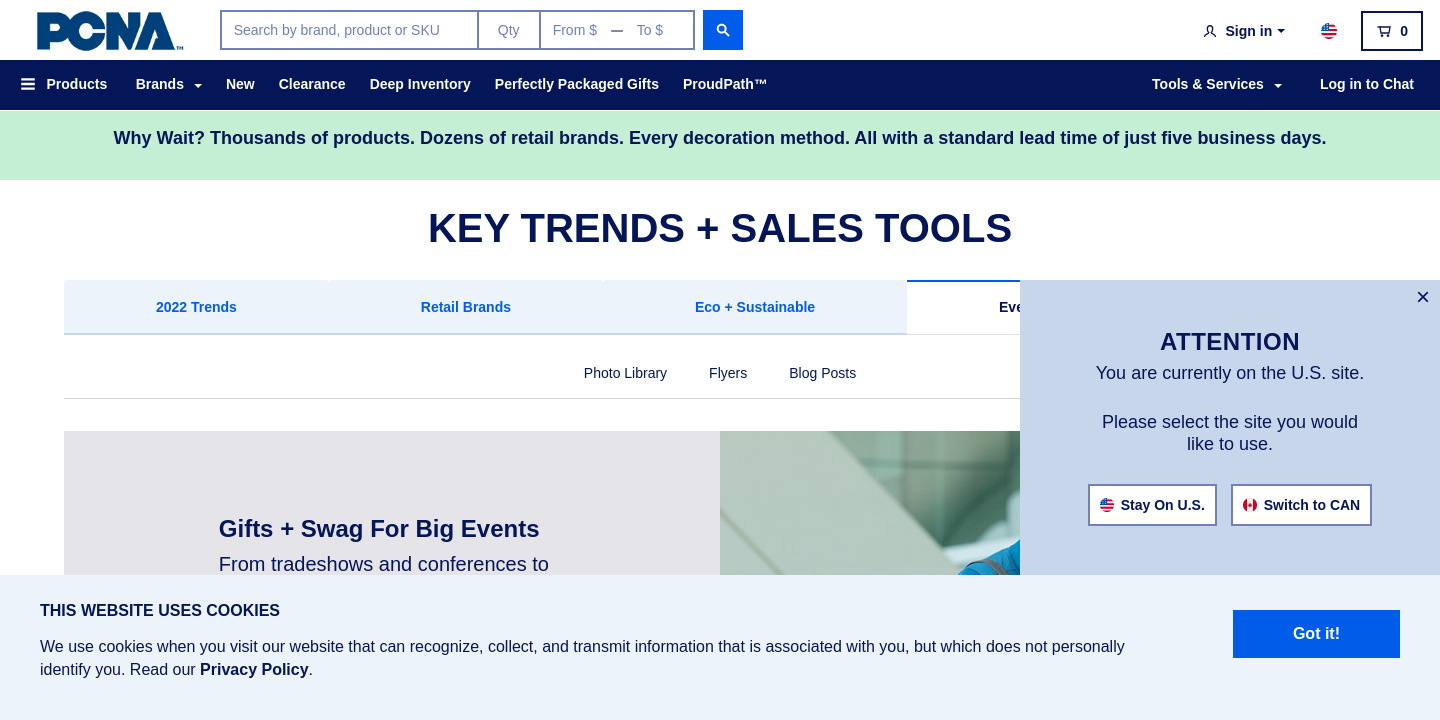 PCNA™
Search by brand, product or SKU
Qty
From $ — To $
Sign in
0
Products
Brands
New
Clearance
Deep Inventory
Perfectly Packaged Gifts
ProudPath™
Tools & Services
Log in to Chat
Why Wait? Thousands of products. Dozens of retail brands. Every decoration method. All with a standard lead time of just five business days.
KEY TRENDS + SALES TOOLS
2022 Trends
Retail Brands
Eco + Sustainable
Photo Library
Flyers
Blog Posts
ATTENTION
You are currently on the U.S. site.
Please select the site you would
like to use.
Stay On U.S.
Switch to CAN
Gifts + Swag For Big Events
From tradeshows and conferences to
THIS WEBSITE USES COOKIES
We use cookies when you visit our website that can recognize, collect, and transmit information that is associated with you, but which does not personally
identify you. Read our Privacy Policy.
Got it!